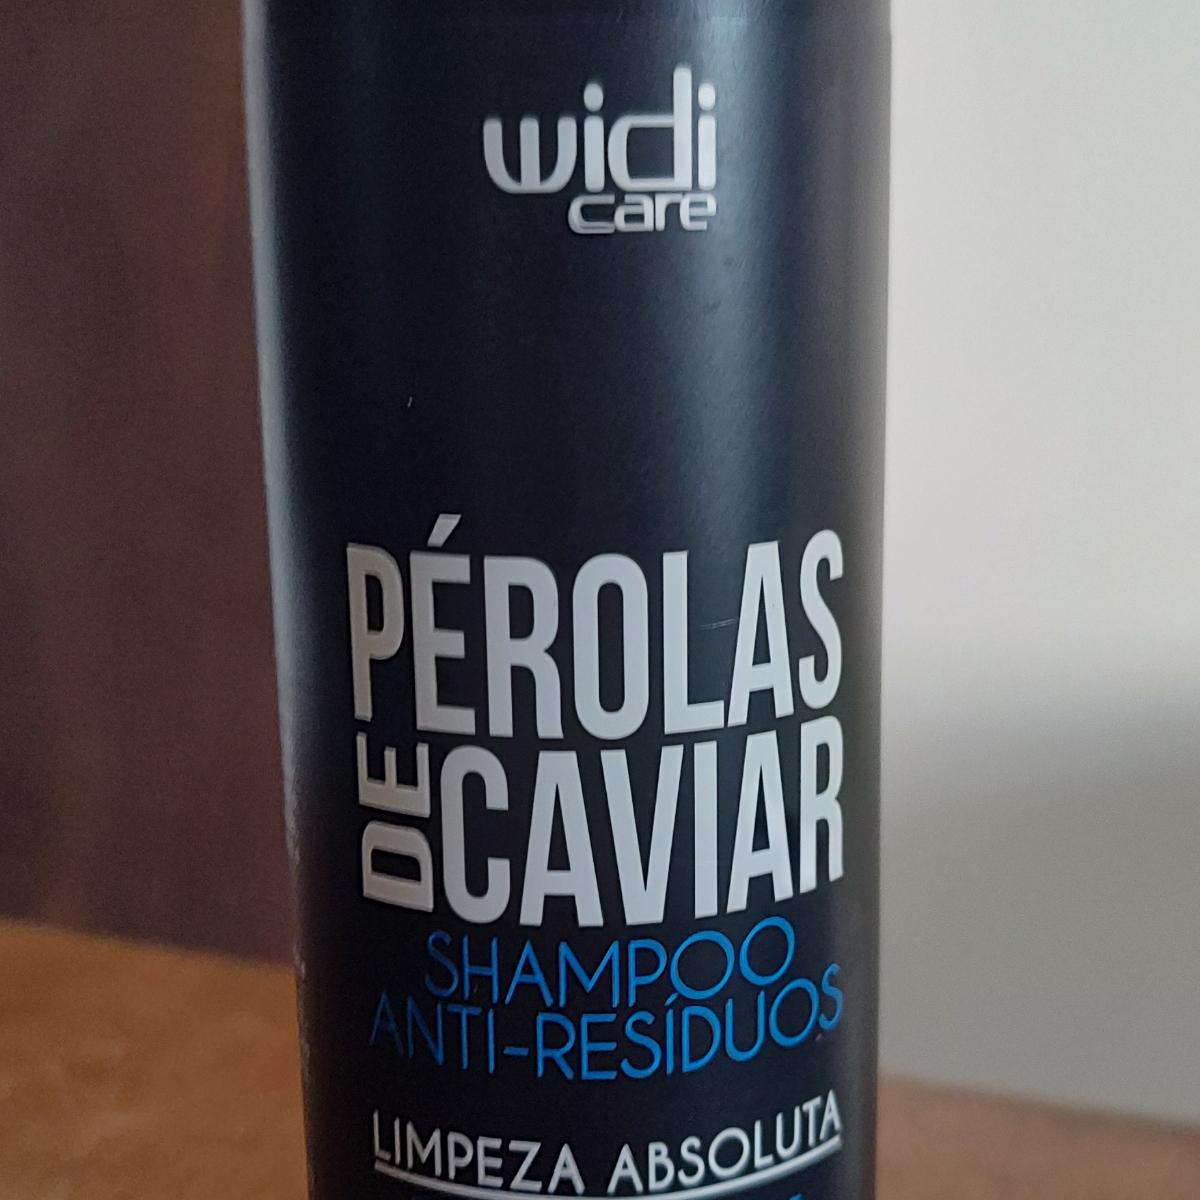 widi
care
PÉROLAS
DE CAVIAR
SHAMPOO
ANTI-RESÍDUOS
LIMPEZA ABSOLUTA